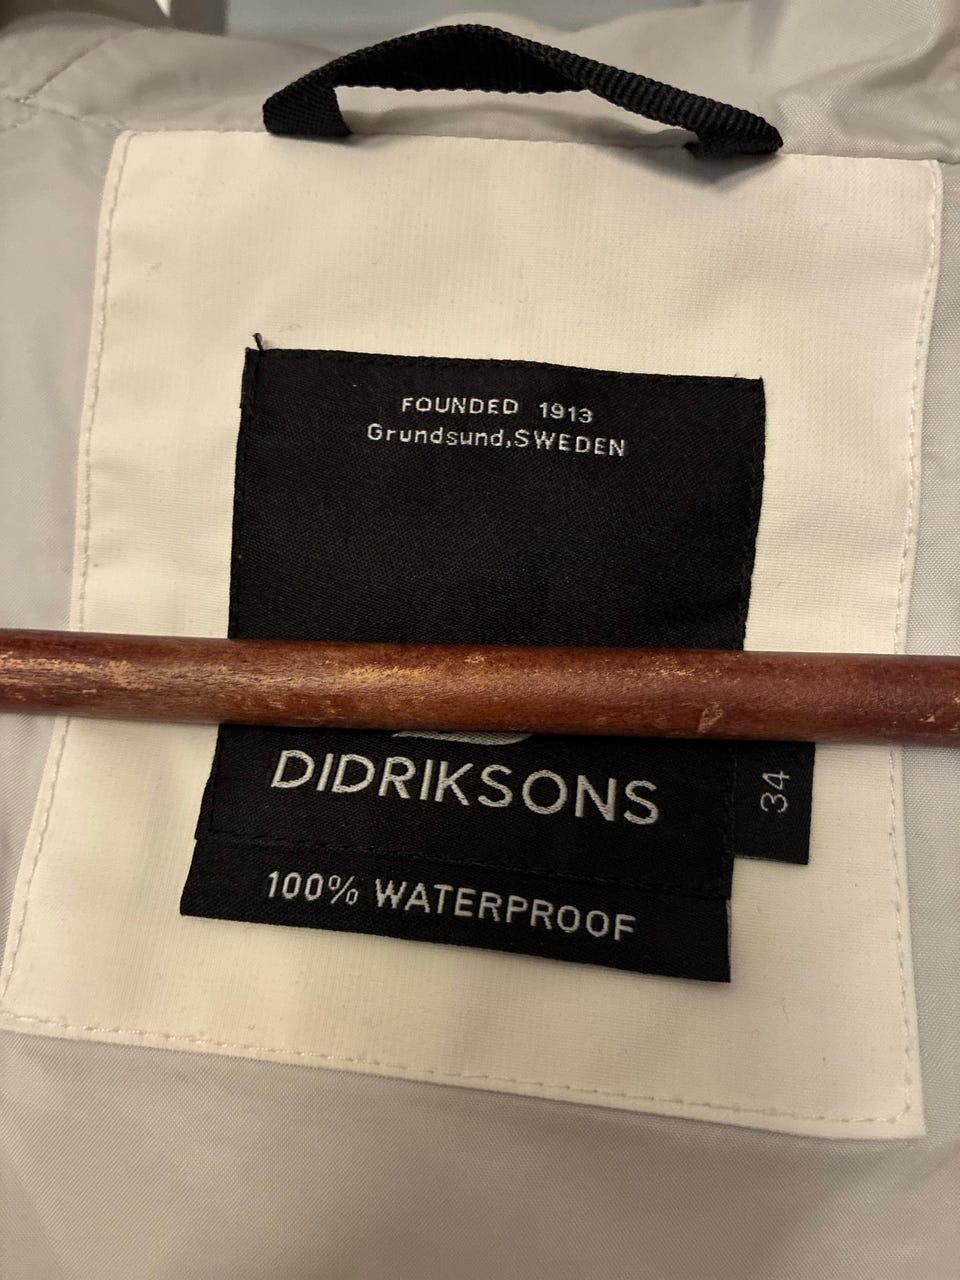 FOUNDED 1913
Grundsund,SWEDEN
DIDRIKSONS
34
100% WATERPROOF